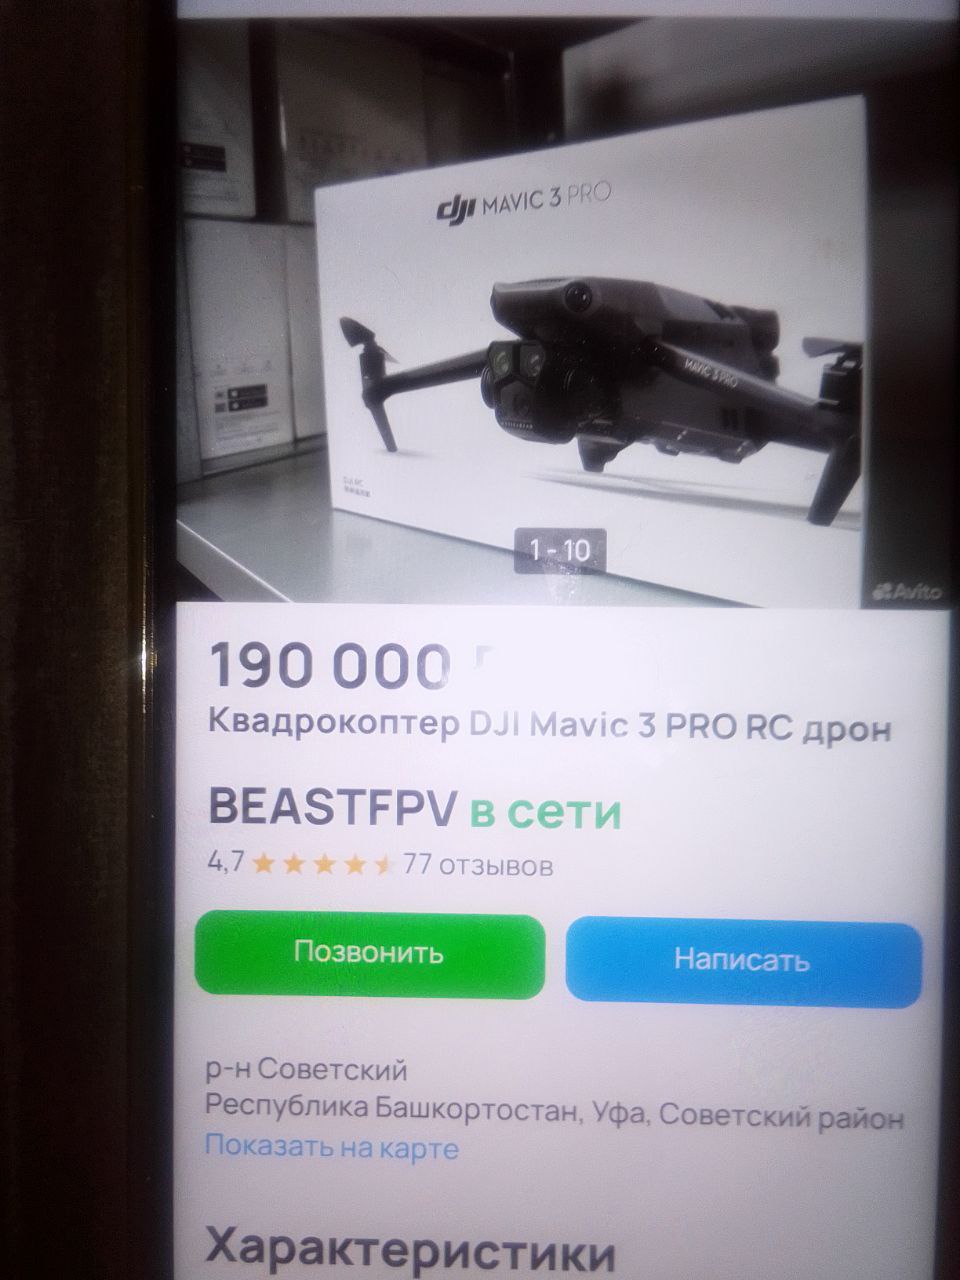 dji MAVIC 3 PRO
MAVIC 3 PRO
1 - 10
Avito
190 000
Квадрокоптер DJI Mavic 3 PRO RC дрон
BEASTFPV в сети
4,7 77 отзывов
Позвонить
Написать
р-н Советский
Республика Башкортостан, Уфа, Советский район
Показать на карте
Характеристики